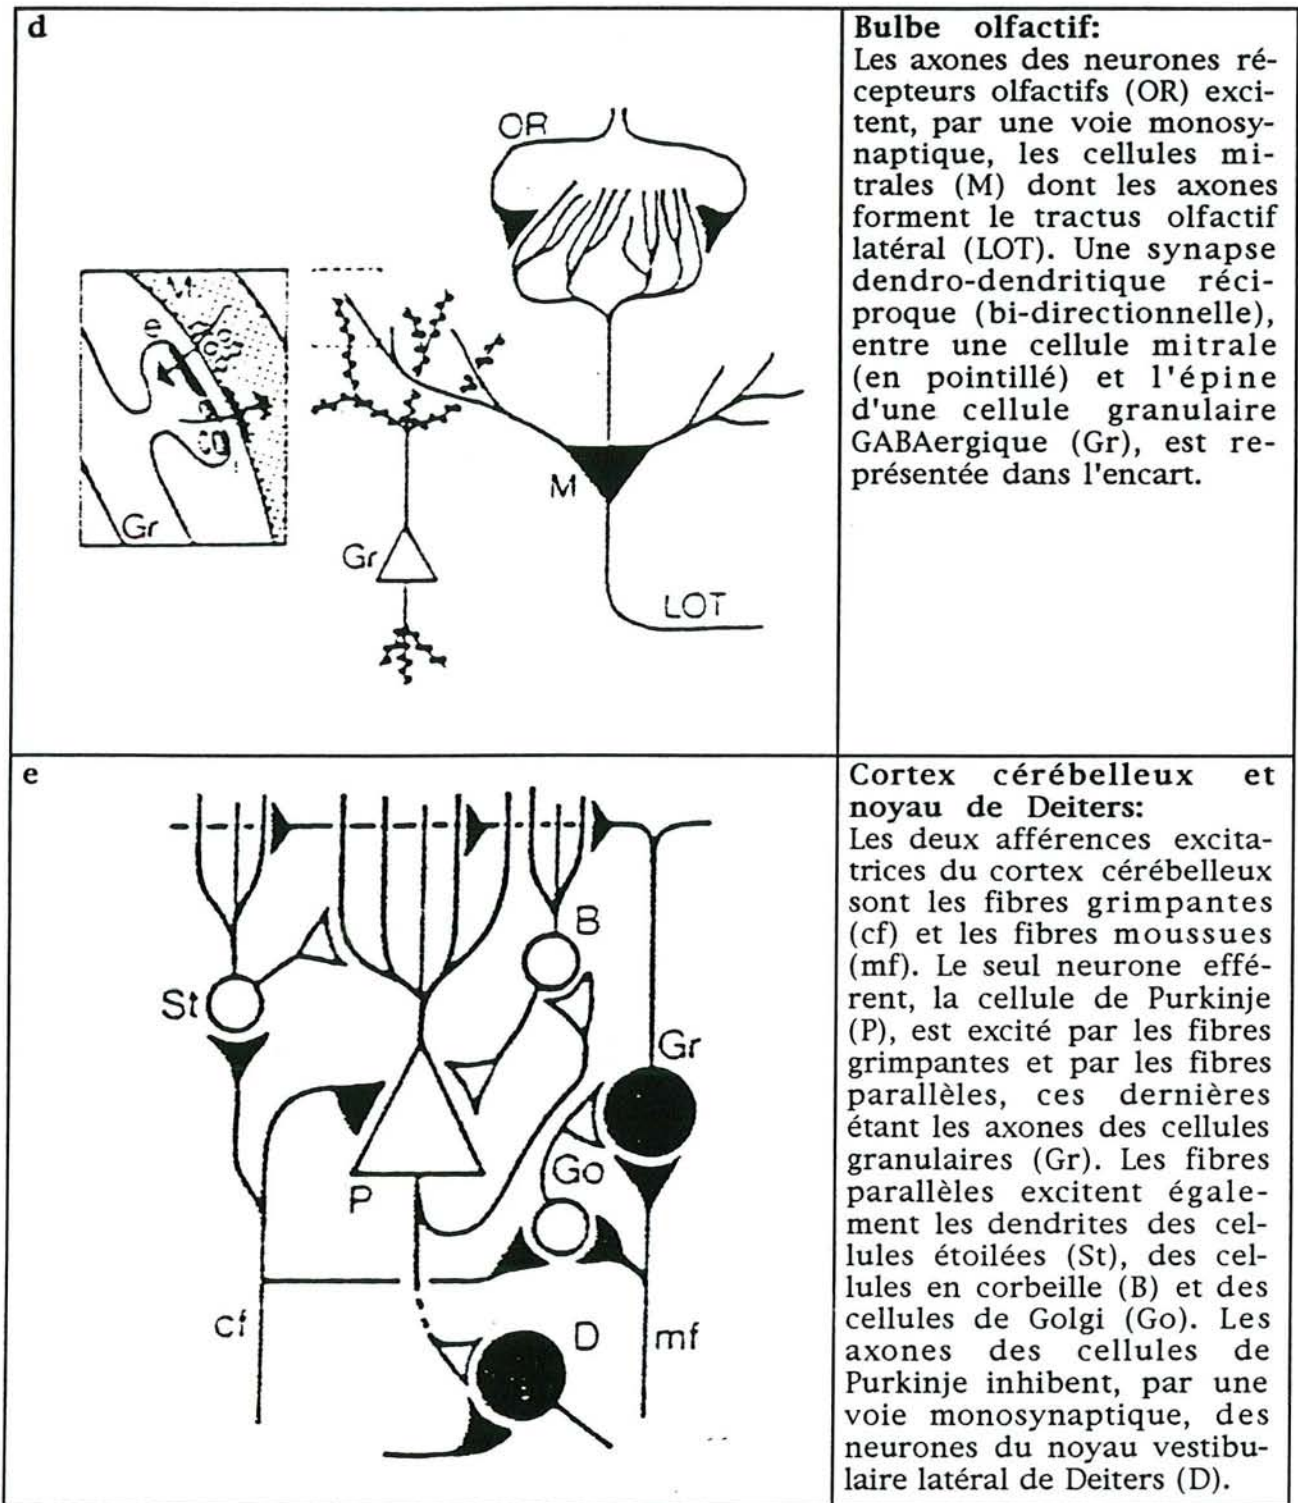 d
OR
M
e
i
Gr
Gr
M
LOT
Bulbe olfactif:
Les axones des neurones ré-
cepteurs olfactifs (OR) exci-
tent, par une voie monosy-
naptique, les cellules mi-
trales (M) dont les axones
forment le tractus olfactif
latéral (LOT). Une synapse
dendro-dendritique réci-
proque (bi-directionnelle),
entre une cellule mitrale
(en pointillé) et l'épine
d'une cellule granulaire
GABAergique (Gr), est re-
présentée dans l'encart.
e
B
St
Gr
Go
P
cf
D
mf
Cortex cérébelleux et
noyau de Deiters:
Les deux afférences excita-
trices du cortex cérébelleux
sont les fibres grimpantes
(cf) et les fibres moussues
(mf). Le seul neurone effé-
rent, la cellule de Purkinje
(P), est excité par les fibres
grimpantes et par les fibres
parallèles, ces dernières
étant les axones des cellules
granulaires (Gr). Les fibres
parallèles excitent égale-
ment les dendrites des cel-
lules étoilées (St), des cel-
lules en corbeille (B) et des
cellules de Golgi (Go). Les
axones des cellules de
Purkinje inhibent, par une
voie monosynaptique, des
neurones du noyau vestibu-
laire latéral de Deiters (D).